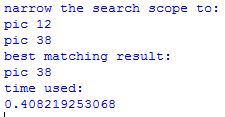 narrow the search scope to:
pic 12
pic 38
best matching result:
pic 38
time used:
0.408219253068